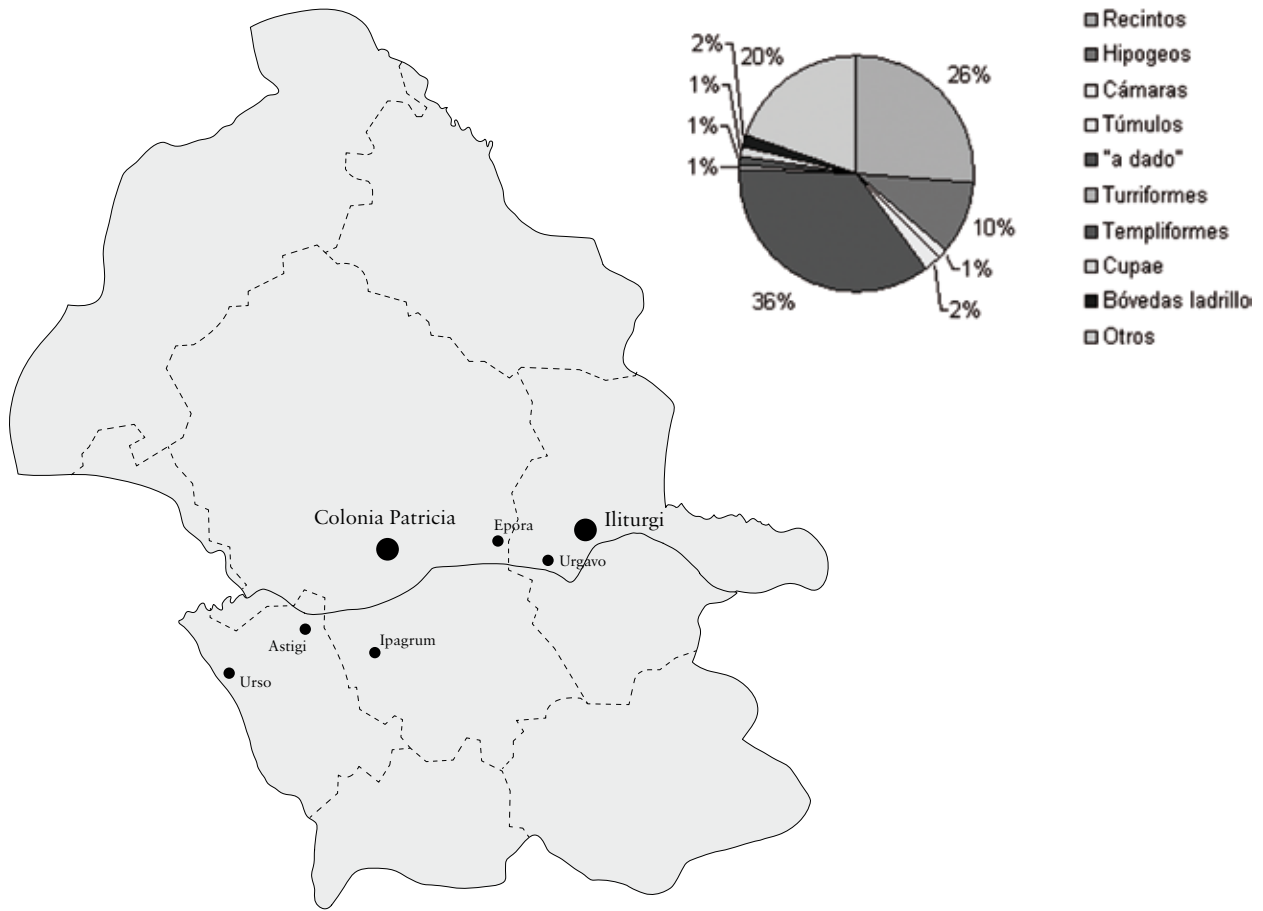 2%
20%
1%
1%
1%
26%
10%
1%
2%
36%
Recintos
Hipogeos
Cámaras
Túmulos
"a dado"
Turriformes
Templiformes
Cupae
Bóvedas ladrillo
Otros
Colonia Patricia
Epora
Iliturgi
Urgavo
Astigi
Ipagrum
Urso